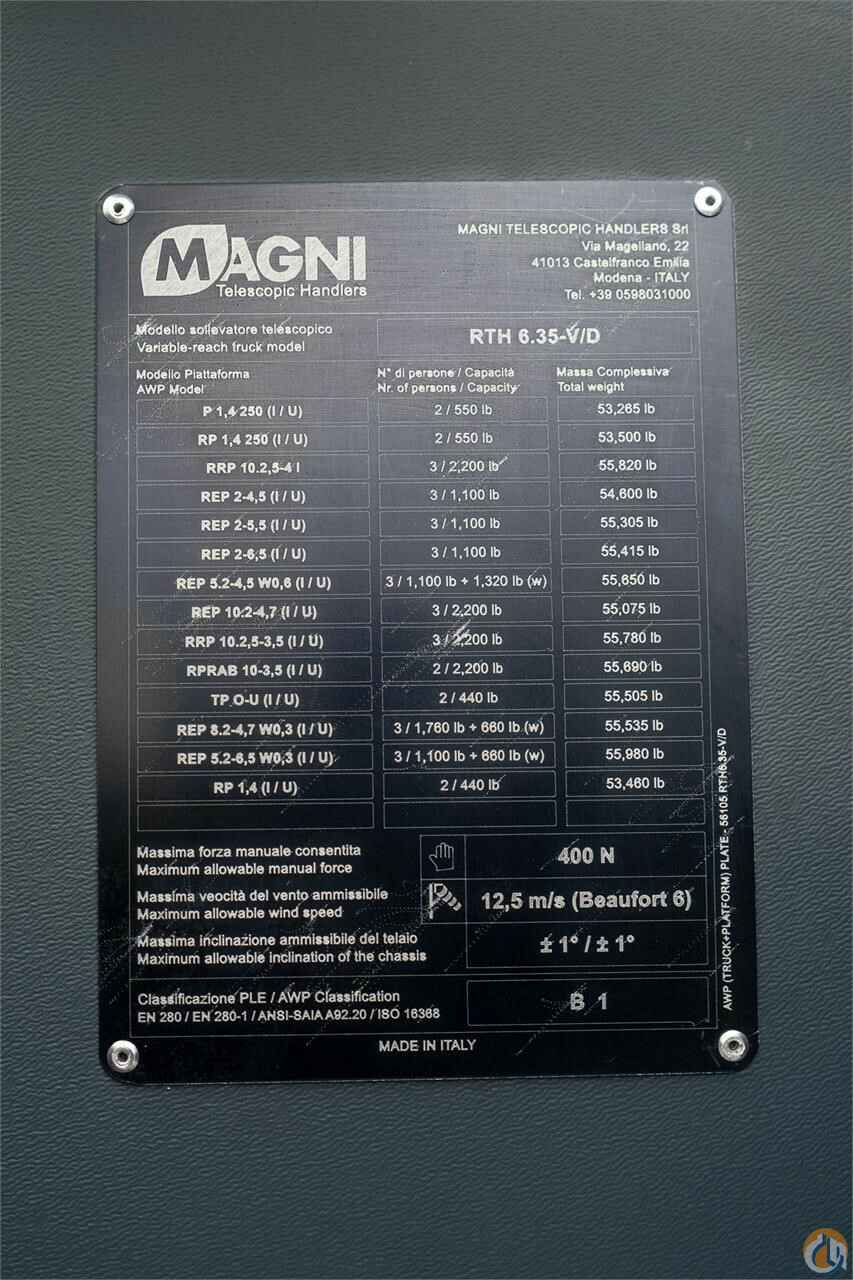 MAGNI
Telescopic Handlers
MAGNI TELESCOPIC HANDLERS Srl
Via Magellano, 22
41013 Castelfranco Emilia
Modena - ITALY
Tel. +39 0598031000
Modello sollevatore telescopico
Variable-reach truck model
RTH 6.35-V/D
Modello Piattaforma
AWP Model
N° di persone / Capacità
Nr. of persons / Capacity
Massa Complessiva
Total weight
P 1,4 250 (I / U) 2 / 550 lb 53,265 lb
RP 1,4 250 (I / U) 2 / 550 lb 53,500 lb
RRP 10.2,5-4 I 3 / 2,200 lb 55,820 lb
REP 2-4,5 (I / U) 3 / 1,100 lb 54,600 lb
REP 2-5,5 (I / U) 3 / 1,100 lb 55,305 lb
REP 2-6,5 (I / U) 3 / 1,100 lb 55,415 lb
REP 5.2-4,5 W0,6 (I / U) 3 / 1,100 lb + 1,320 lb (w) 55,650 lb
REP 10.2-4,7 (I / U) 3 / 2,200 lb 55,075 lb
RRP 10.2,5-3,5 (I / U) 3 / 2,200 lb 55,780 lb
RPRAB 10-3,5 (I / U) 2 / 2,200 lb 55,690 lb
TP O-U (I / U) 2 / 440 lb 55,505 lb
REP 8.2-4,7 W0,3 (I / U) 3 / 1,760 lb + 660 lb (w) 55,535 lb
REP 5.2-6,5 W0,3 (I / U) 3 / 1,100 lb + 660 lb (w) 55,980 lb
RP 1,4 (I / U) 2 / 440 lb 53,460 lb
Massima forza manuale consentita
Maximum allowable manual force
400 N
Massima veocità del vento ammissibile
Maximum allowable wind speed
12,5 m/s (Beaufort 6)
Massima inclinazione ammissibile del telaio
Maximum allowable inclination of the chassis
± 1° / ± 1°
Classificazione PLE / AWP Classification
EN 280 / EN 280-1 / ANSI-SAIA A92.20 / ISO 16368
B 1
MADE IN ITALY
AWP (TRUCK+PLATFORM) PLATE - 56105 RTH6.35-V/D